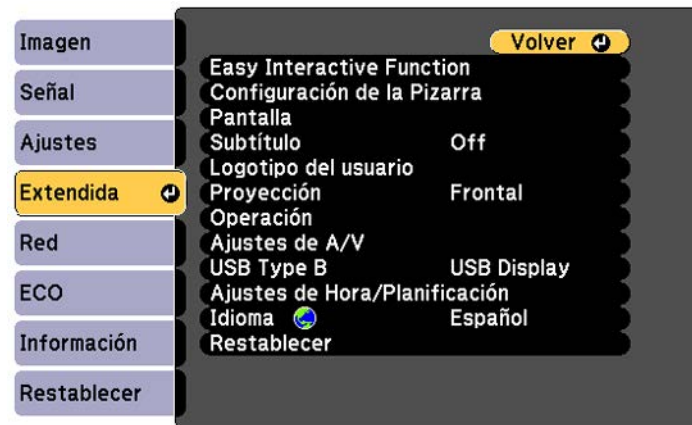 Imagen
Señal
Ajustes
Extendida
Red
ECO
Información
Restablecer
Volver
Easy Interactive Function
Configuración de la Pizarra
Pantalla
Subtítulo Off
Logotipo del usuario
Proyección Frontal
Operación
Ajustes de A/V
USB Type B USB Display
Ajustes de Hora/Planificación
Idioma Español
Restablecer